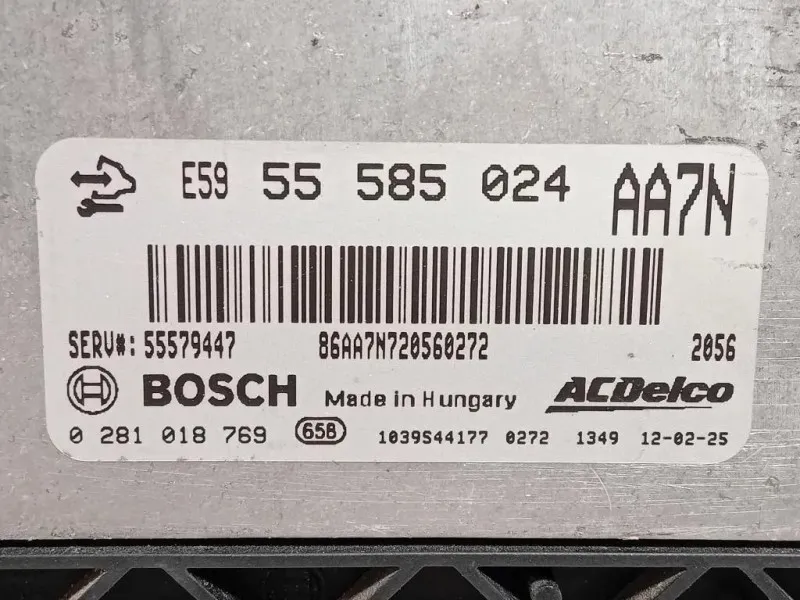 E59 55 585 024 AA7N
SERV#: 55579447 86AA7N720560272 2056
BOSCH Made in Hungary ACDelco
0 281 018 769 65B 1039S44177 0272 1349 12-02-25